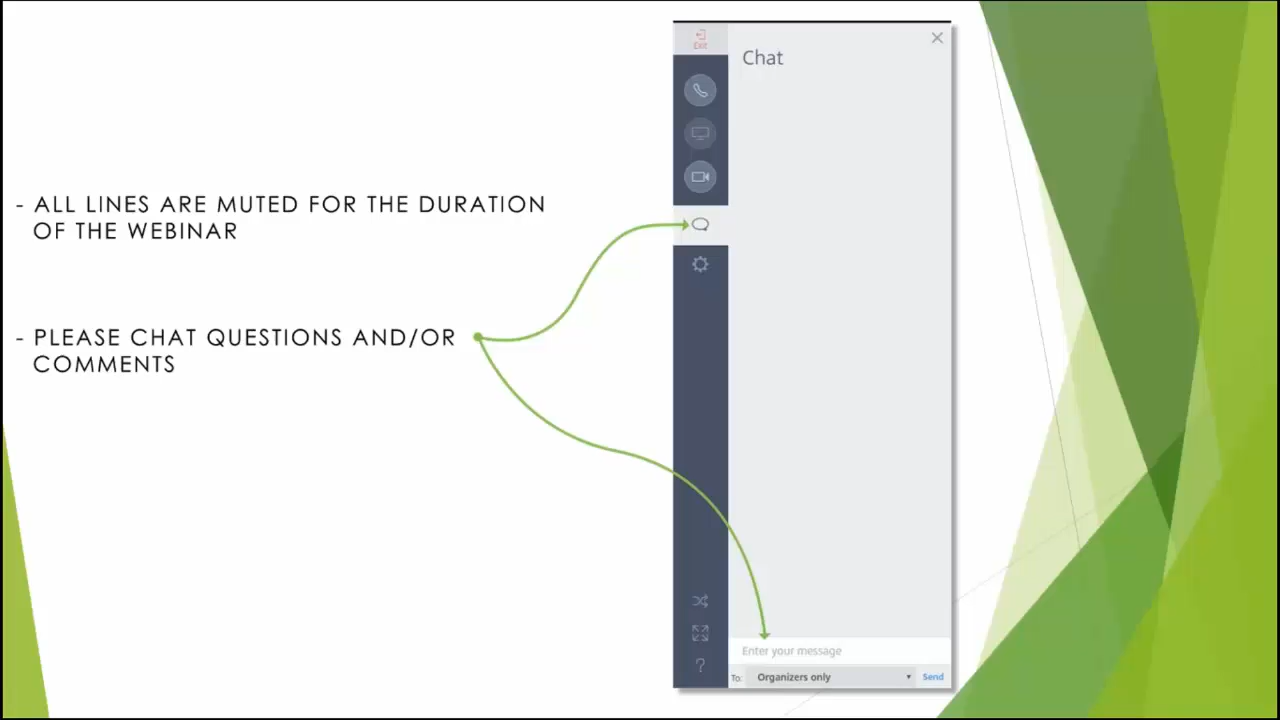 - ALL LINES ARE MUTED FOR THE DURATION
OF THE WEBINAR
- PLEASE CHAT QUESTIONS AND/OR
COMMENTS
Exit
Chat
?
Enter your message
To: Organizers only Send